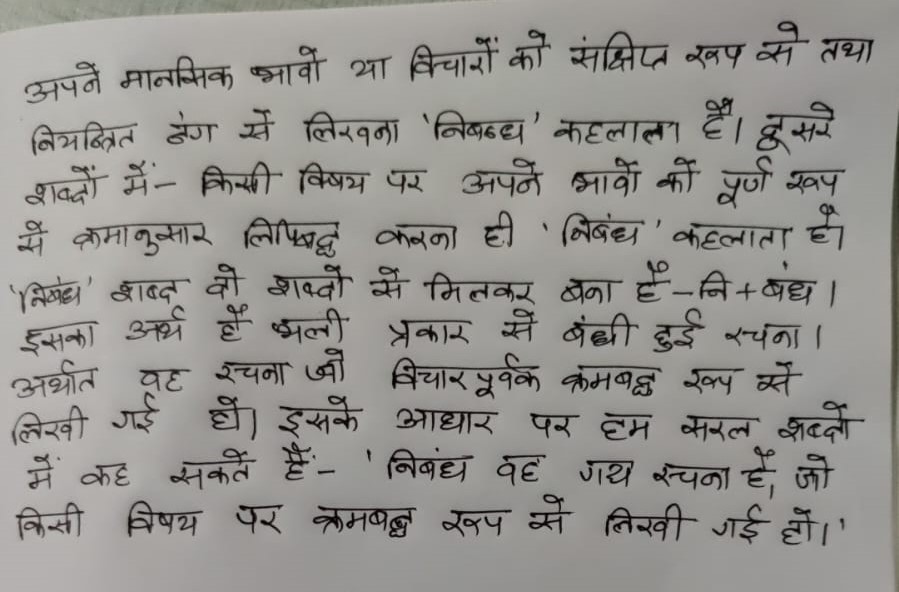 अपने मानसिक भावों या विचारों को संक्षिप्त रूप से तथा
नियन्त्रित ढंग से लिखना 'निबन्ध' कहलाता है। दूसरे
शब्दों में- किसी विषय पर अपने भावों को पूर्ण रूप
से क्रमानुसार लिपिबद्ध करना ही 'निबंध' कहलाता है।
'निबंध' शब्द दो शब्दों से मिलकर बना है-नि+बंध।
इसका अर्थ है भली प्रकार से बंधी हुई रचना।
अर्थात वह रचना जो विचारपूर्वक क्रमबद्ध रूप से
लिखी गई हो। इसके आधार पर हम सरल शब्दों
में कह सकते हैं- 'निबंध वह गद्य रचना है, जो
किसी विषय पर क्रमबद्ध रूप से लिखी गई हो।'